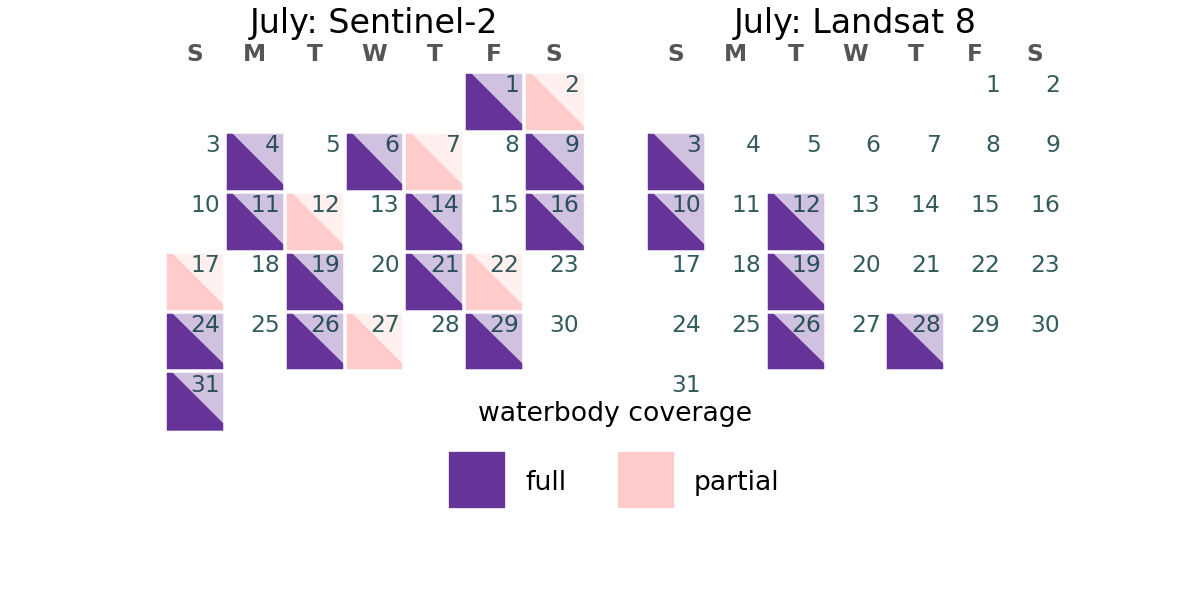 July: Sentinel-2
S M T W T F S
1 2
3 4 5 6 7 8 9
10 11 12 13 14 15 16
17 18 19 20 21 22 23
24 25 26 27 28 29 30
31
July: Landsat 8
S M T W T F S
1 2
3 4 5 6 7 8 9
10 11 12 13 14 15 16
17 18 19 20 21 22 23
24 25 26 27 28 29 30
31
waterbody coverage
full partial